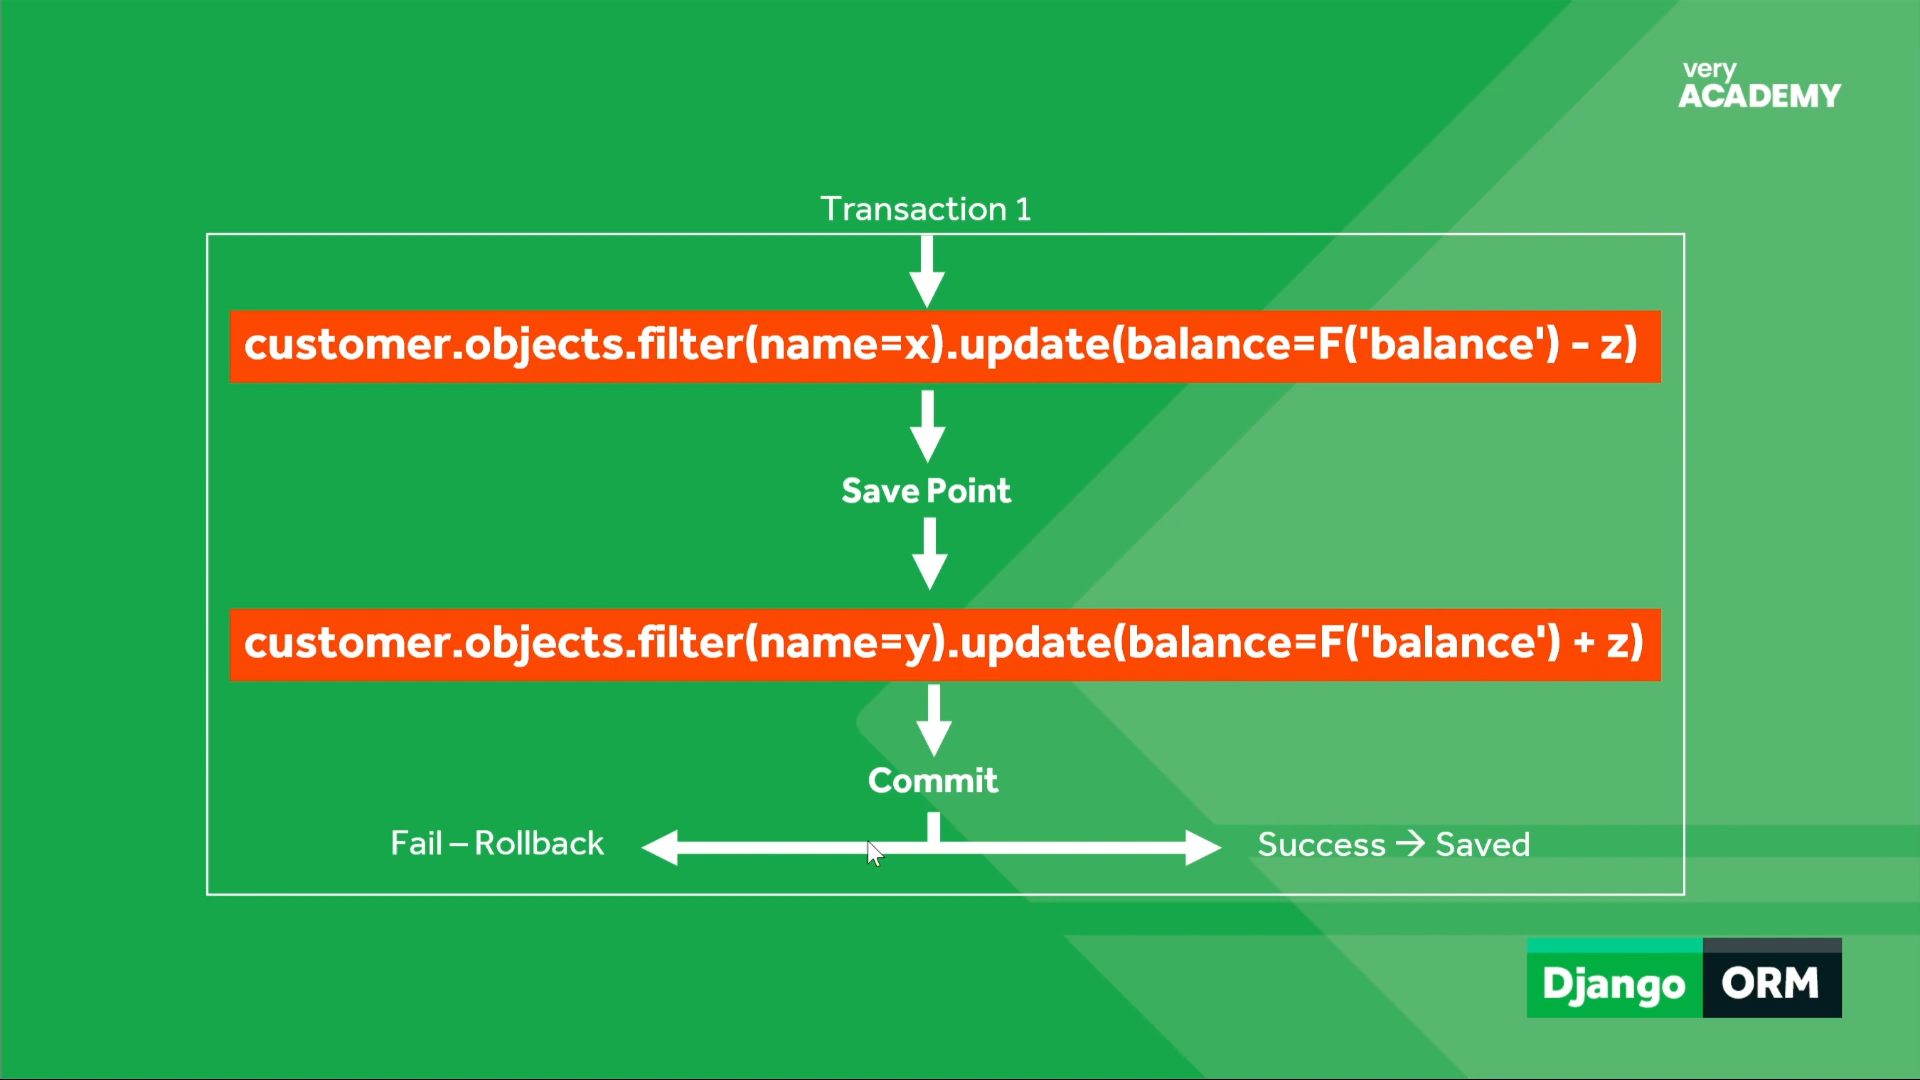 very
ACADEMY
Transaction 1
customer.objects.filter(name=x).update(balance=F('balance') - z)
Save Point
customer.objects.filter(name=y).update(balance=F('balance') + z)
Commit
Fail – Rollback
Success → Saved
Django ORM